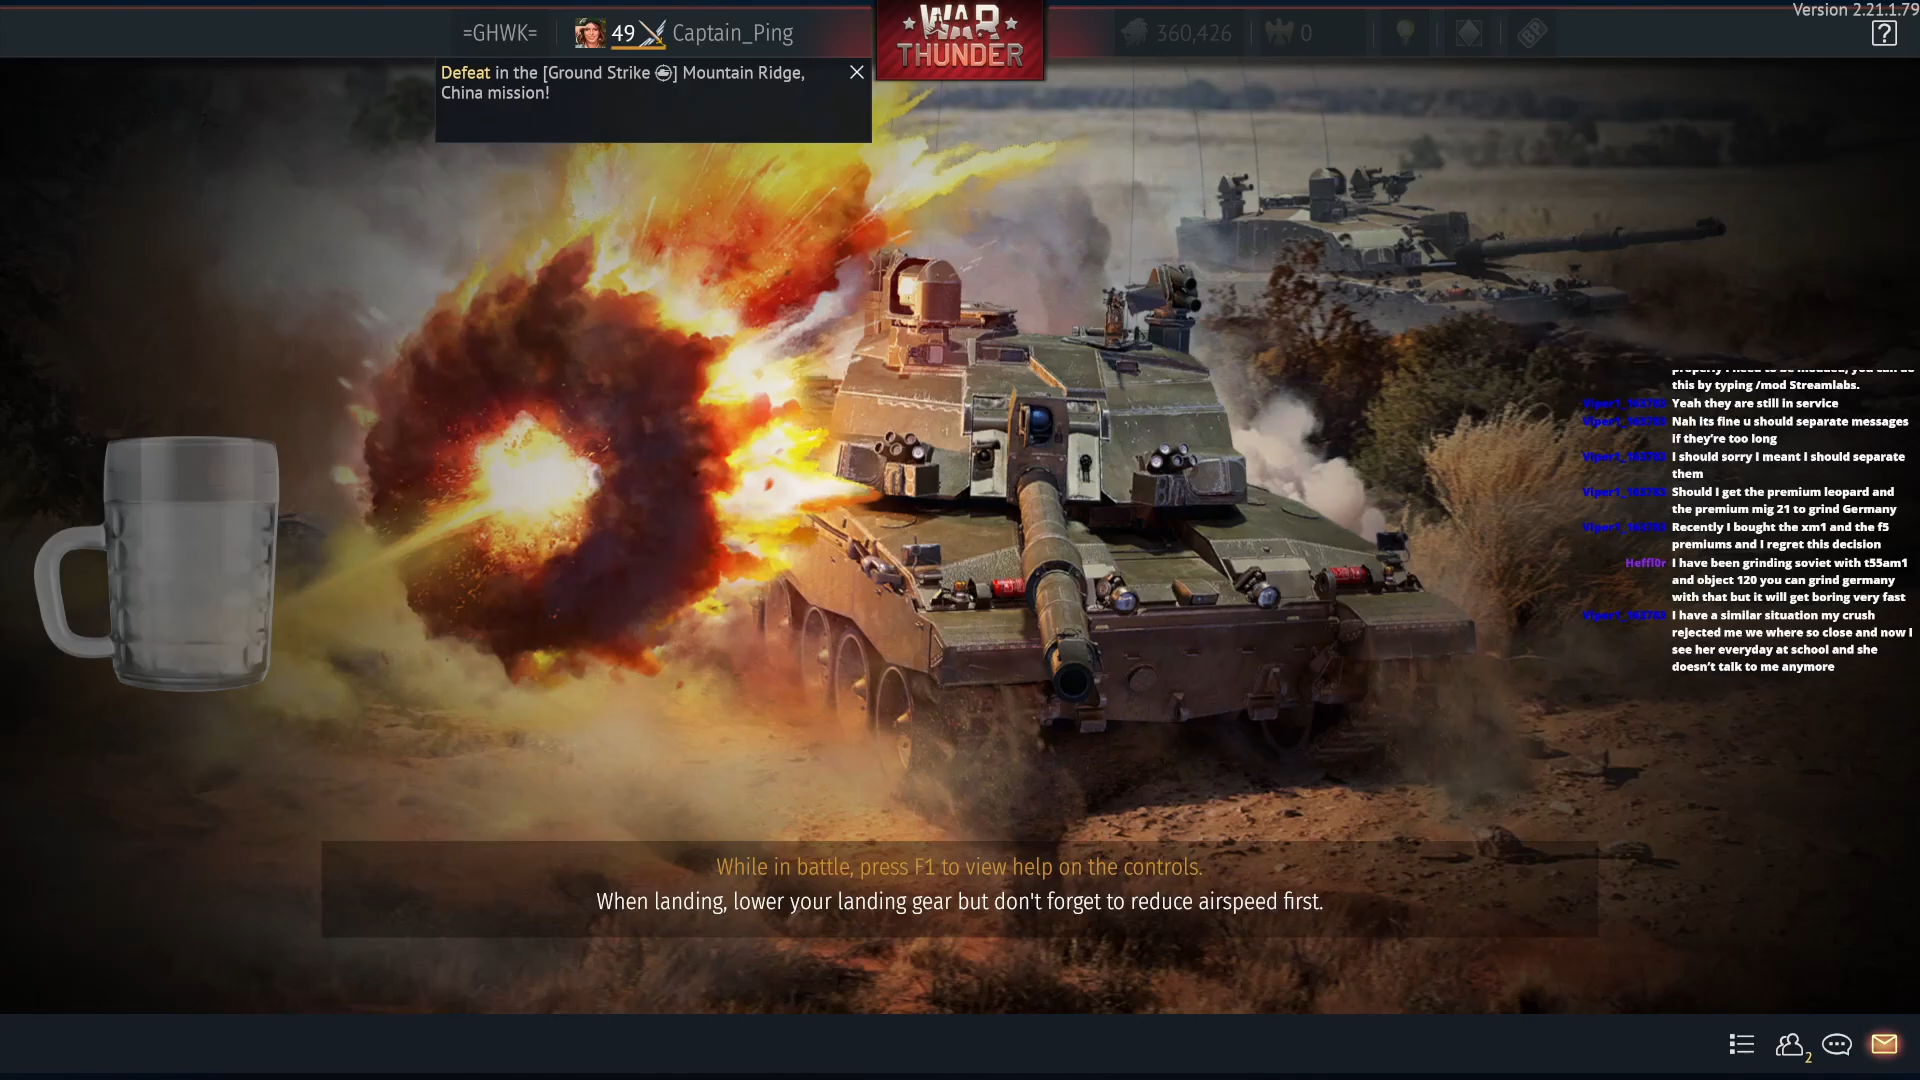 Version 2.21.1.79
=GHWK=
49
Captain_Ping
WAR
THUNDER
360,426
0
BP
?
Defeat in the [Ground Strike] Mountain Ridge,
China mission!
this by typing /mod Streamlabs.
Yeah they are still in service
Nah its fine u should separate messages
if they're too long
I should sorry I meant I should separate
them
Should I get the premium leopard and
the premium mig 21 to grind Germany
Recently I bought the xm1 and the f5
premiums and I regret this decision
Heffl0r I have been grinding soviet with t55am1
and object 120 you can grind germany
with that but it will get boring very fast
I have a similar situation my crush
rejected me we where so close and now I
see her everyday at school and she
doesn't talk to me anymore
While in battle, press F1 to view help on the controls.
When landing, lower your landing gear but don't forget to reduce airspeed first.
2